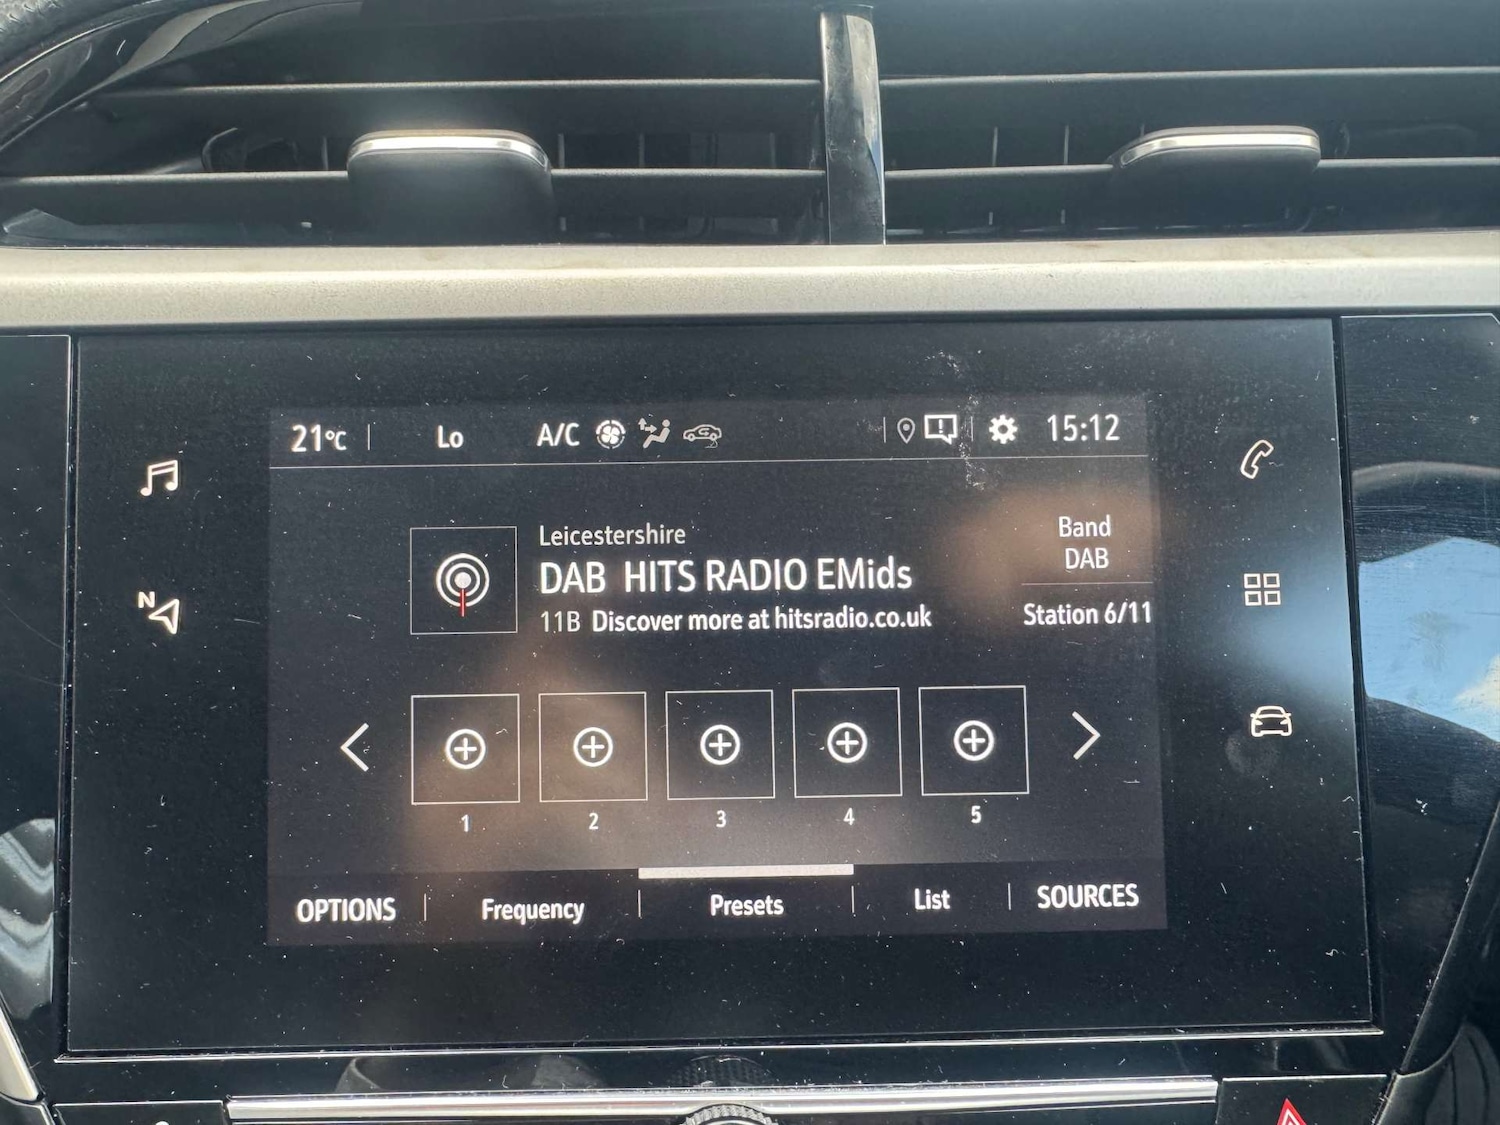 21°C Lo A/C 15:12
Leicestershire
DAB HITS RADIO EMids
11B Discover more at hitsradio.co.uk
Band
DAB
Station 6/11
N
1 2 3 4 5
OPTIONS Frequency Presets List SOURCES